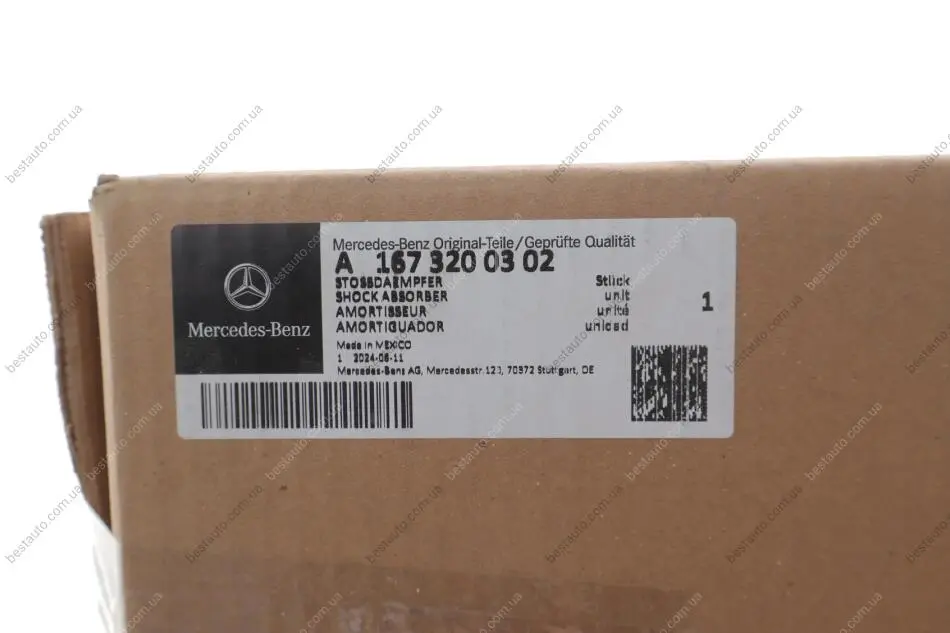 Mercedes-Benz
Mercedes-Benz Original-Teile/Geprüfte Qualität
A 167 320 03 02
STOSSDAEMPFER Stück
SHOCK ABSORBER unit 1
AMORTISSEUR unité
AMORTIGUADOR unidad
Made in MEXICO
1 2024-06-11
Mercedes-Benz AG, Mercedesstr.120, 70372 Stuttgart, DE
bestauto.com.ua